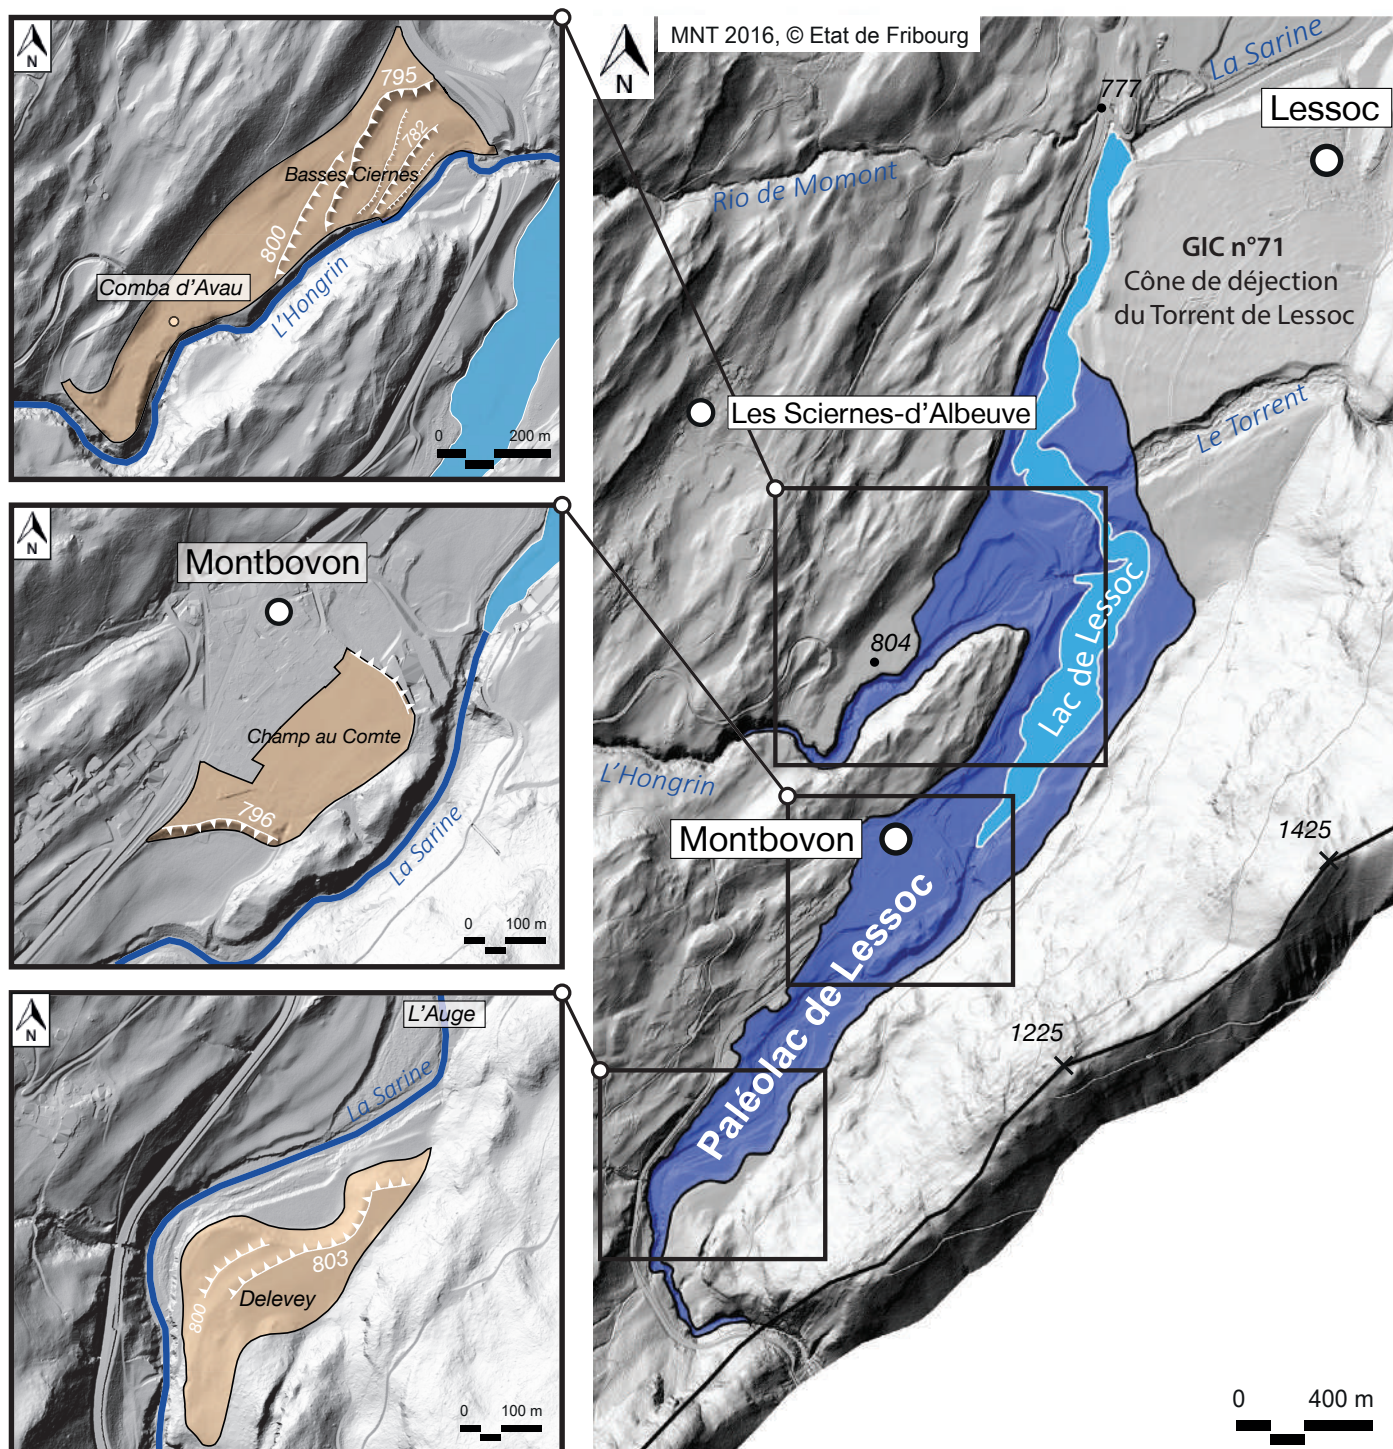 N
795
782
Basses Ciernes
800
Comba d'Avau
L'Hongrin
0 200 m
N
Montbovon
Champ au Comte
796
La Sarine
0 100 m
N
L'Auge
La Sarine
803
800
Delevey
0 100 m
N
MNT 2016, © Etat de Fribourg
La Sarine
777
Lessoc
Rio de Momont
GIC n°71
Cône de déjection
du Torrent de Lessoc
Les Sciernes-d'Albeuve
Le Torrent
804
Lac de Lessoc
L'Hongrin
Montbovon
1425
Paléolac de Lessoc
1225
0 400 m